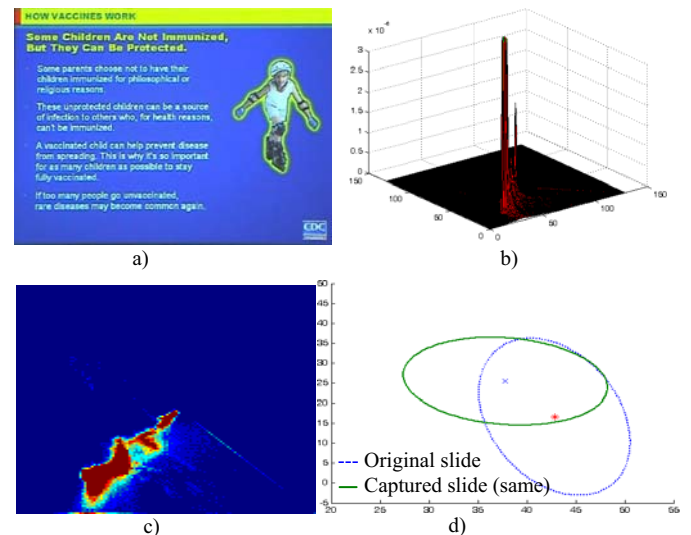 HOW VACCINES WORK
Some Children Are Not Immunized,
But They Can Be Protected.
Some parents choose not to have their
children immunized for philosophical or
religious reasons.
These unprotected children can be a source
of infection to others who, for health reasons,
can't be immunized.
A vaccinated child can help prevent disease
from spreading. This is why it's so important
for as many children as possible to stay
fully vaccinated.
If too many people go unvaccinated,
rare diseases may become common again.
CDC
a)
x 10
3
2.5
2
1.5
1
0.5
0
150
100
50
0
0
50
100
150
b)
c)
50
45
40
35
30
25
20
15
10
5
0
-5
20
25
30
35
40
45
50
55
Original slide
Captured slide (same)
d)